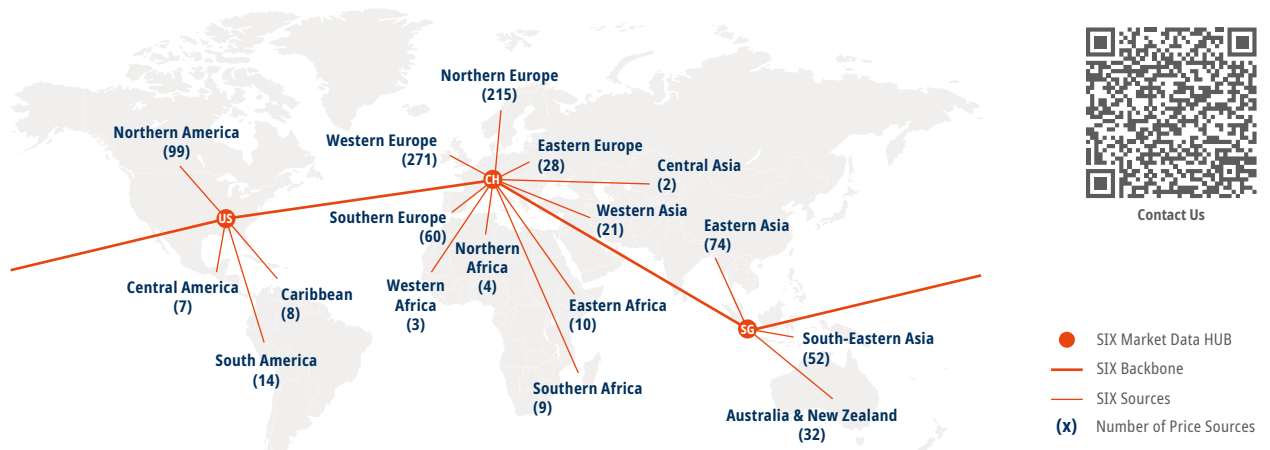 Northern Europe
(215)
Northern America
(99)
Western Europe
(271)
Eastern Europe
(28)
Central Asia
(2)
CH
Western Asia
(21)
US
Southern Europe
(60)
Eastern Asia
(74)
Northern
Africa
(4)
Western
Africa
(3)
Central America
(7)
Caribbean
(8)
Eastern Africa
(10)
SG
South-Eastern Asia
(52)
South America
(14)
Southern Africa
(9)
Australia & New Zealand
(32)
Contact Us
SIX Market Data HUB
SIX Backbone
SIX Sources
(x) Number of Price Sources